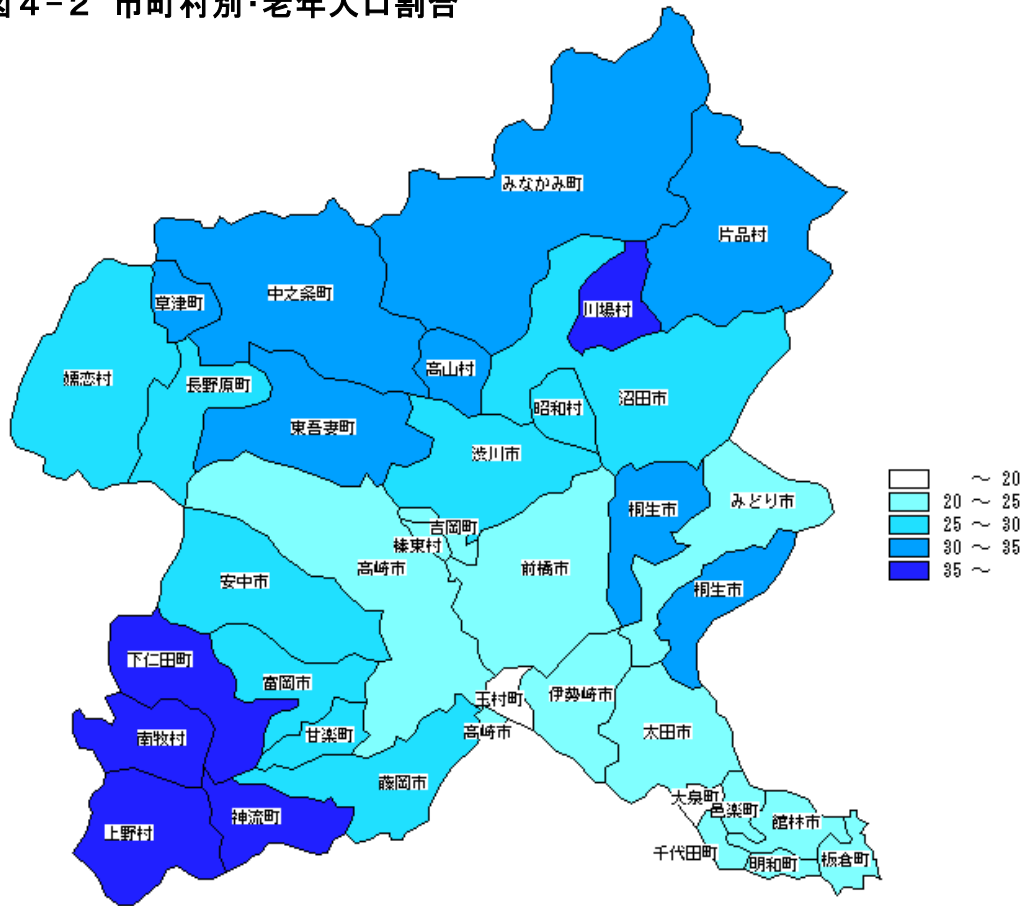 図4-2 市町村別・老年人口割合
みなかみ町
片品村
中之条町
草津町
川場村
高山村
嬬恋村
長野原町
昭和村
沼田市
東吾妻町
渋川市
みどり市
桐生市
吉岡町
榛東村
高崎市
前橋市
安中市
桐生市
下仁田町
富岡市
玉村町
伊勢崎市
甘楽町
高崎市
太田市
南牧村
藤岡市
大泉町
邑楽町
神流町
館林市
上野村
千代田町
明和町
板倉町
～ 20
20 ～ 25
25 ～ 30
30 ～ 35
35 ～